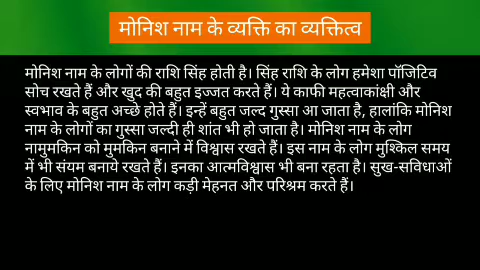 मोनिश नाम के व्यक्ति का व्यक्तित्व
मोनिश नाम के लोगों की राशि सिंह होती है। सिंह राशि के लोग हमेशा पॉजिटिव
सोच रखते हैं और खुद की बहुत इज्जत करते हैं। ये काफी महत्वाकांक्षी और
स्वभाव के बहुत अच्छे होते हैं। इन्हें बहुत जल्द गुस्सा आ जाता है, हालांकि मोनिश
नाम के लोगों का गुस्सा जल्दी ही शांत भी हो जाता है। मोनिश नाम के लोग
नामुमकिन को मुमकिन बनाने में विश्वास रखते हैं। इस नाम के लोग मुश्किल समय
में भी संयम बनाये रखते हैं। इनका आत्मविश्वास भी बना रहता है। सुख-सविधाओं
के लिए मोनिश नाम के लोग कड़ी मेहनत और परिश्रम करते हैं।